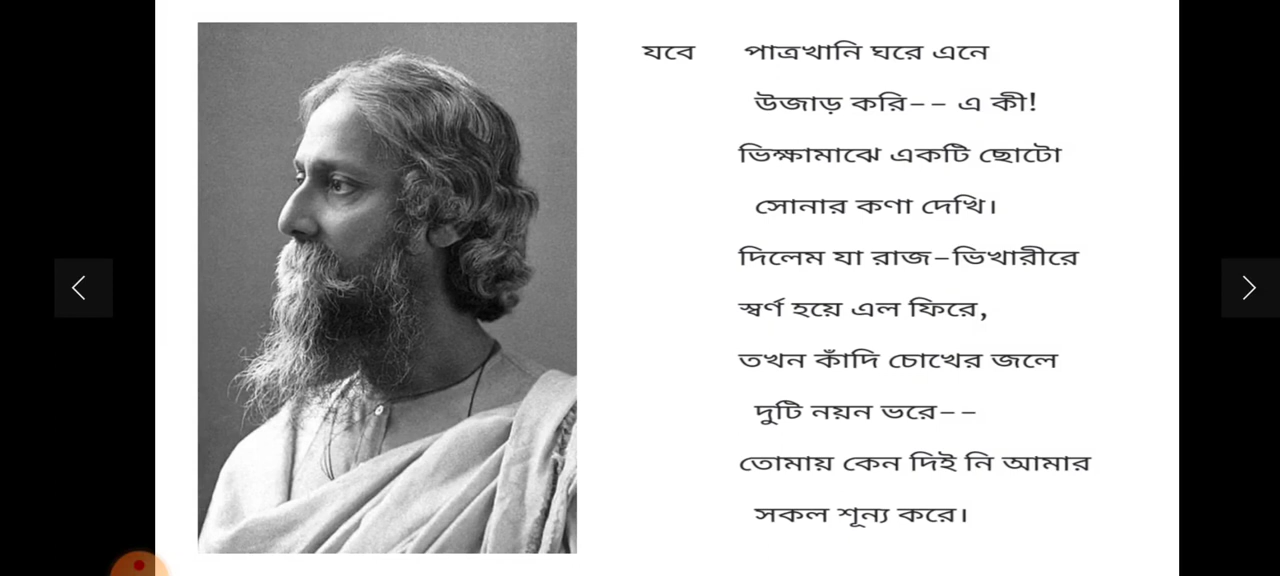 যবে পাত্রখানি ঘরে এনে
উজাড় করি-- এ কী!
ভিক্ষামাঝে একটি ছোটো
সোনার কণা দেখি।
দিলেম যা রাজ-ভিখারীরে
স্বর্ণ হয়ে এল ফিরে,
তখন কাঁদি চোখের জলে
দুটি নয়ন ভরে--
তোমায় কেন দিই নি আমার
সকল শূন্য করে।